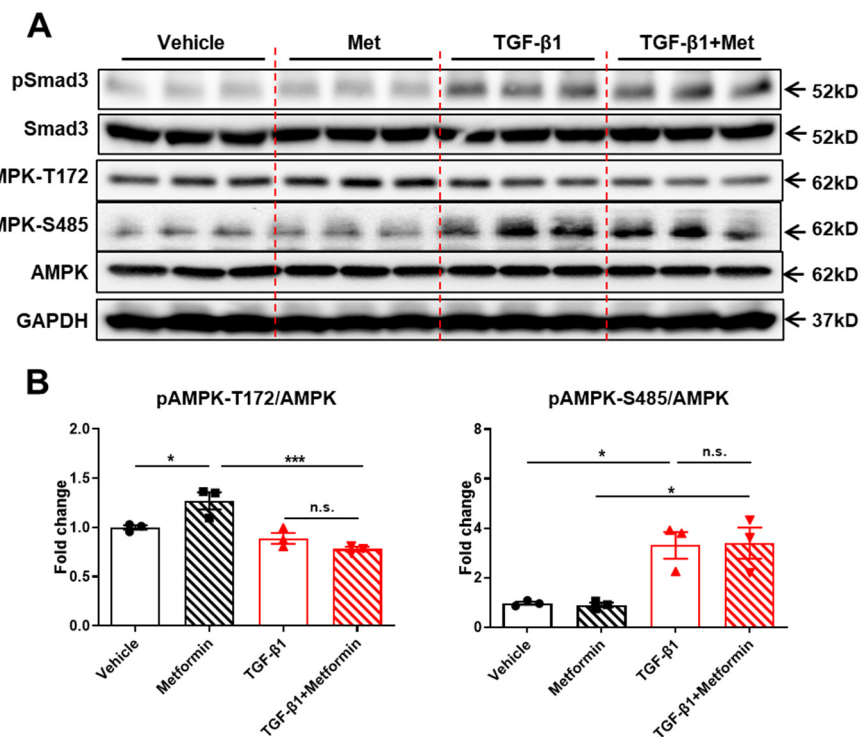 A
Vehicle Met TGF-β1 TGF-β1+Met
pSmad3 52kD
Smad3 52kD
MPK-T172 62kD
MPK-S485 62kD
AMPK 62kD
GAPDH 37kD
B
pAMPK-T172/AMPK
Fold change
2.0
1.5
1.0
0.5
0.0
*
***
n.s.
Vehicle
Metformin
TGF-β1
TGF-β1+Metformin
pAMPK-S485/AMPK
Fold change
8
6
4
2
0
*
n.s.
*
Vehicle
Metformin
TGF-β1
TGF-β1+Metformin